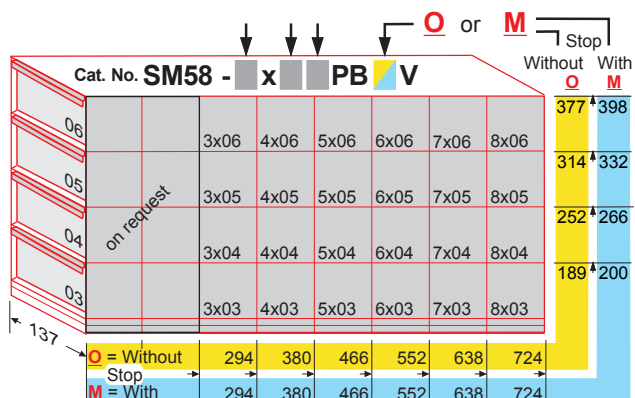 O or M
Stop
Without With
O M
Cat. No. SM58 - x PB V
377 398
06 3x06 4x06 5x06 6x06 7x06 8x06
314 332
05 3x05 4x05 5x05 6x05 7x05 8x05
on request
252 266
04 3x04 4x04 5x04 6x04 7x04 8x04
189 200
03 3x03 4x03 5x03 6x03 7x03 8x03
137
O = Without 294 380 466 552 638 724
Stop
M = With 294 380 466 552 638 724